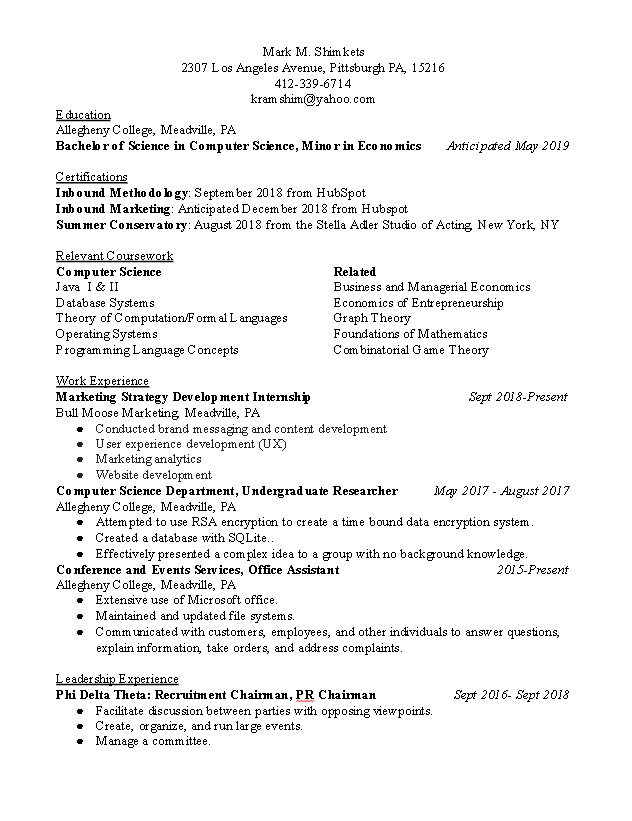 Mark M. Shimkets
2307 Los Angeles Avenue, Pittsburgh PA, 15216
412-339-6714
kramshim@yahoo.com
Education
Allegheny College, Meadville, PA
Bachelor of Science in Computer Science, Minor in Economics Anticipated May 2019
Certifications
Inbound Methodology: September 2018 from HubSpot
Inbound Marketing: Anticipated December 2018 from Hubspot
Summer Conservatory: August 2018 from the Stella Adler Studio of Acting, New York, NY
Relevant Coursework
Computer Science Related
Java I & II Business and Managerial Economics
Database Systems Economics of Entrepreneurship
Theory of Computation/Formal Languages Graph Theory
Operating Systems Foundations of Mathematics
Programming Language Concepts Combinatorial Game Theory
Work Experience
Marketing Strategy Development Internship Sept 2018-Present
Bull Moose Marketing, Meadville, PA
● Conducted brand messaging and content development
● User experience development (UX)
● Marketing analytics
● Website development
Computer Science Department, Undergraduate Researcher May 2017 - August 2017
Allegheny College, Meadville, PA
● Attempted to use RSA encryption to create a time bound data encryption system.
● Created a database with SQLite..
● Effectively presented a complex idea to a group with no background knowledge.
Conference and Events Services, Office Assistant 2015-Present
Allegheny College, Meadville, PA
● Extensive use of Microsoft office.
● Maintained and updated file systems.
● Communicated with customers, employees, and other individuals to answer questions,
explain information, take orders, and address complaints.
Leadership Experience
Phi Delta Theta: Recruitment Chairman, PR Chairman Sept 2016- Sept 2018
● Facilitate discussion between parties with opposing viewpoints.
● Create, organize, and run large events.
● Manage a committee.